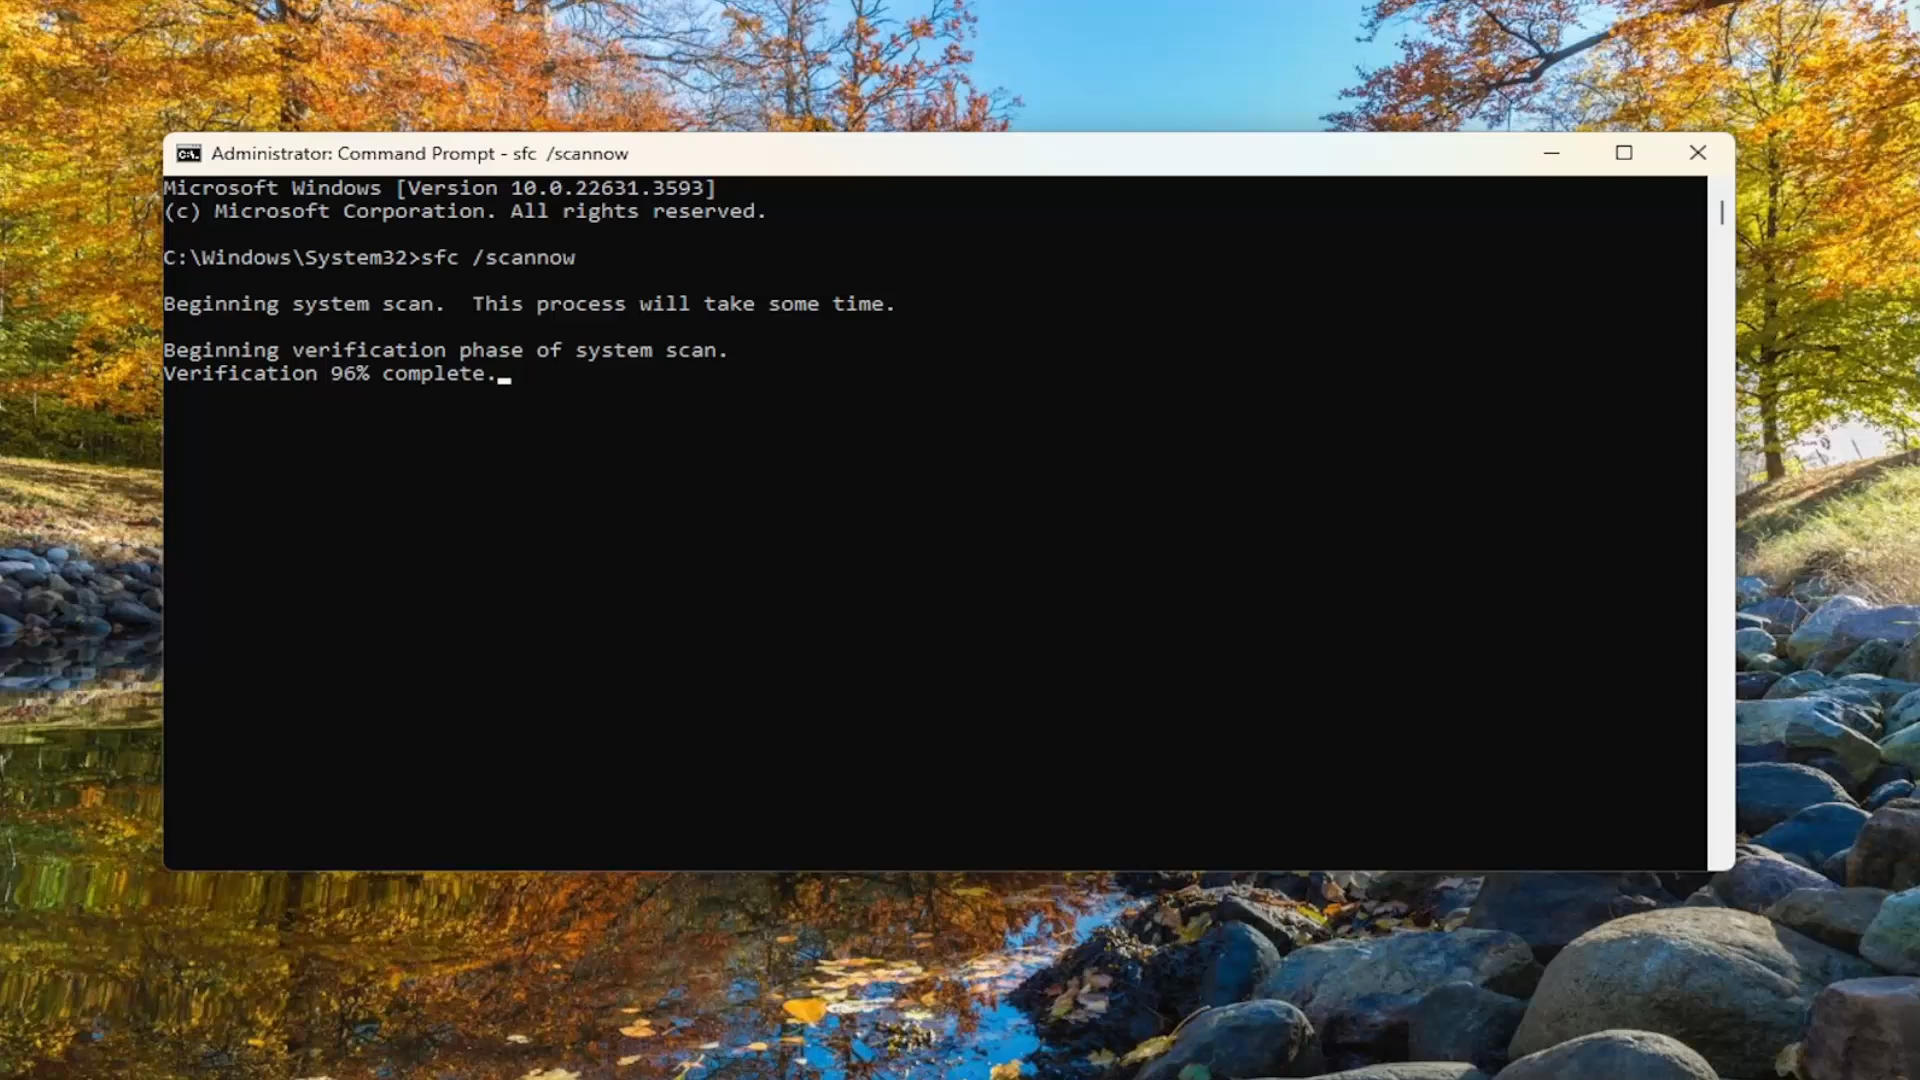 Administrator: Command Prompt - sfc  /scannow
Microsoft Windows [Version 10.0.22631.3593]
(c) Microsoft Corporation. All rights reserved.
C:\Windows\System32>sfc /scannow
Beginning system scan.  This process will take some time.
Beginning verification phase of system scan.
Verification 96% complete.